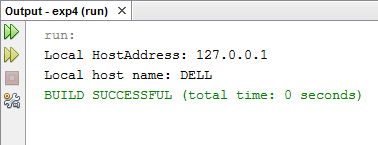 Output - exp4 (run)
run:
Local HostAddress: 127.0.0.1
Local host name: DELL
BUILD SUCCESSFUL (total time: 0 seconds)